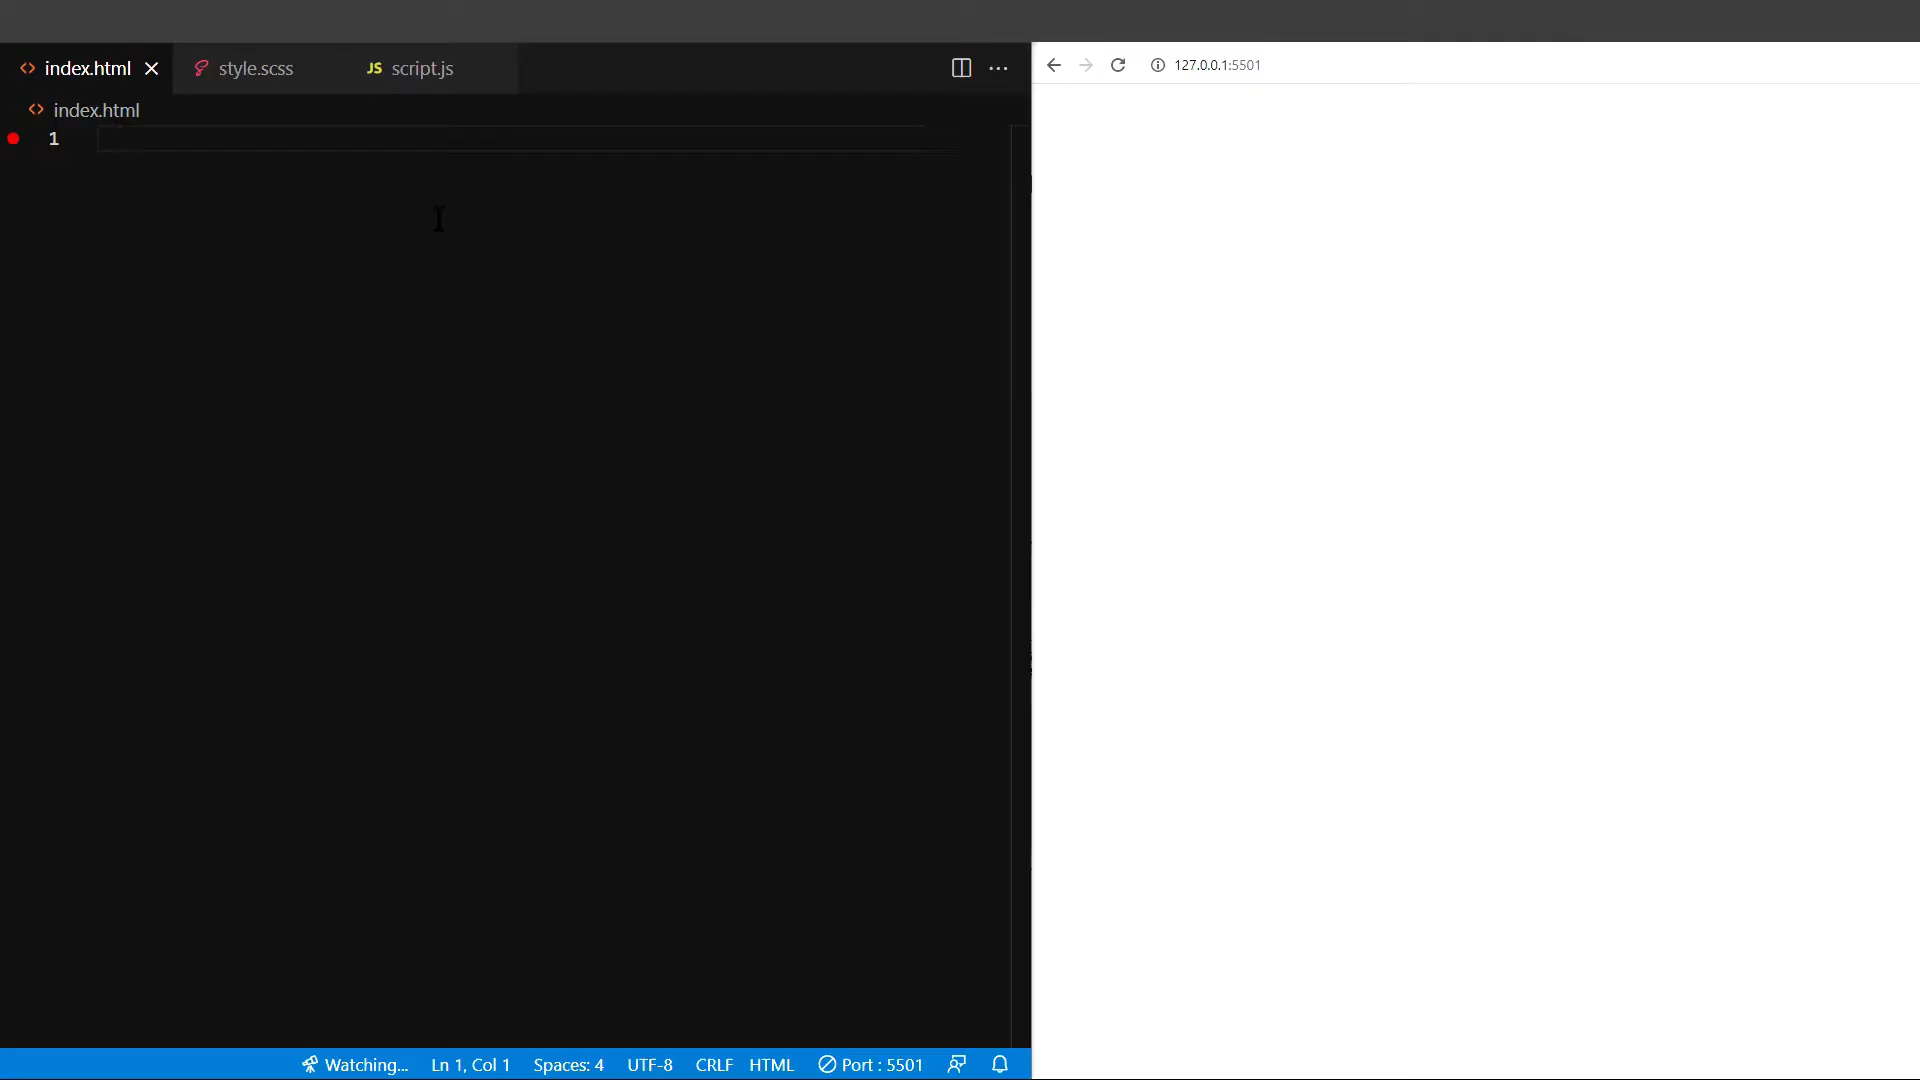 index.html
style.scss
JS script.js
127.0.0.1:5501
index.html
1
Watching... Ln 1, Col 1 Spaces: 4 UTF-8 CRLF HTML Port : 5501